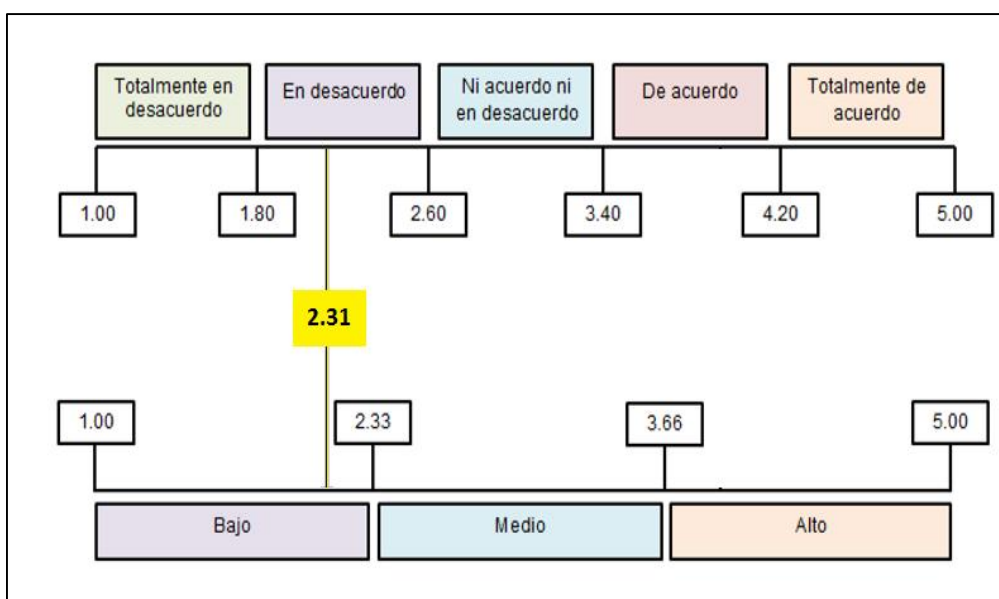 Totalmente en
desacuerdo
En desacuerdo
Ni acuerdo ni
en desacuerdo
De acuerdo
Totalmente de
acuerdo
1.00
1.80
2.60
3.40
4.20
5.00
2.31
1.00
2.33
3.66
5.00
Bajo
Medio
Alto